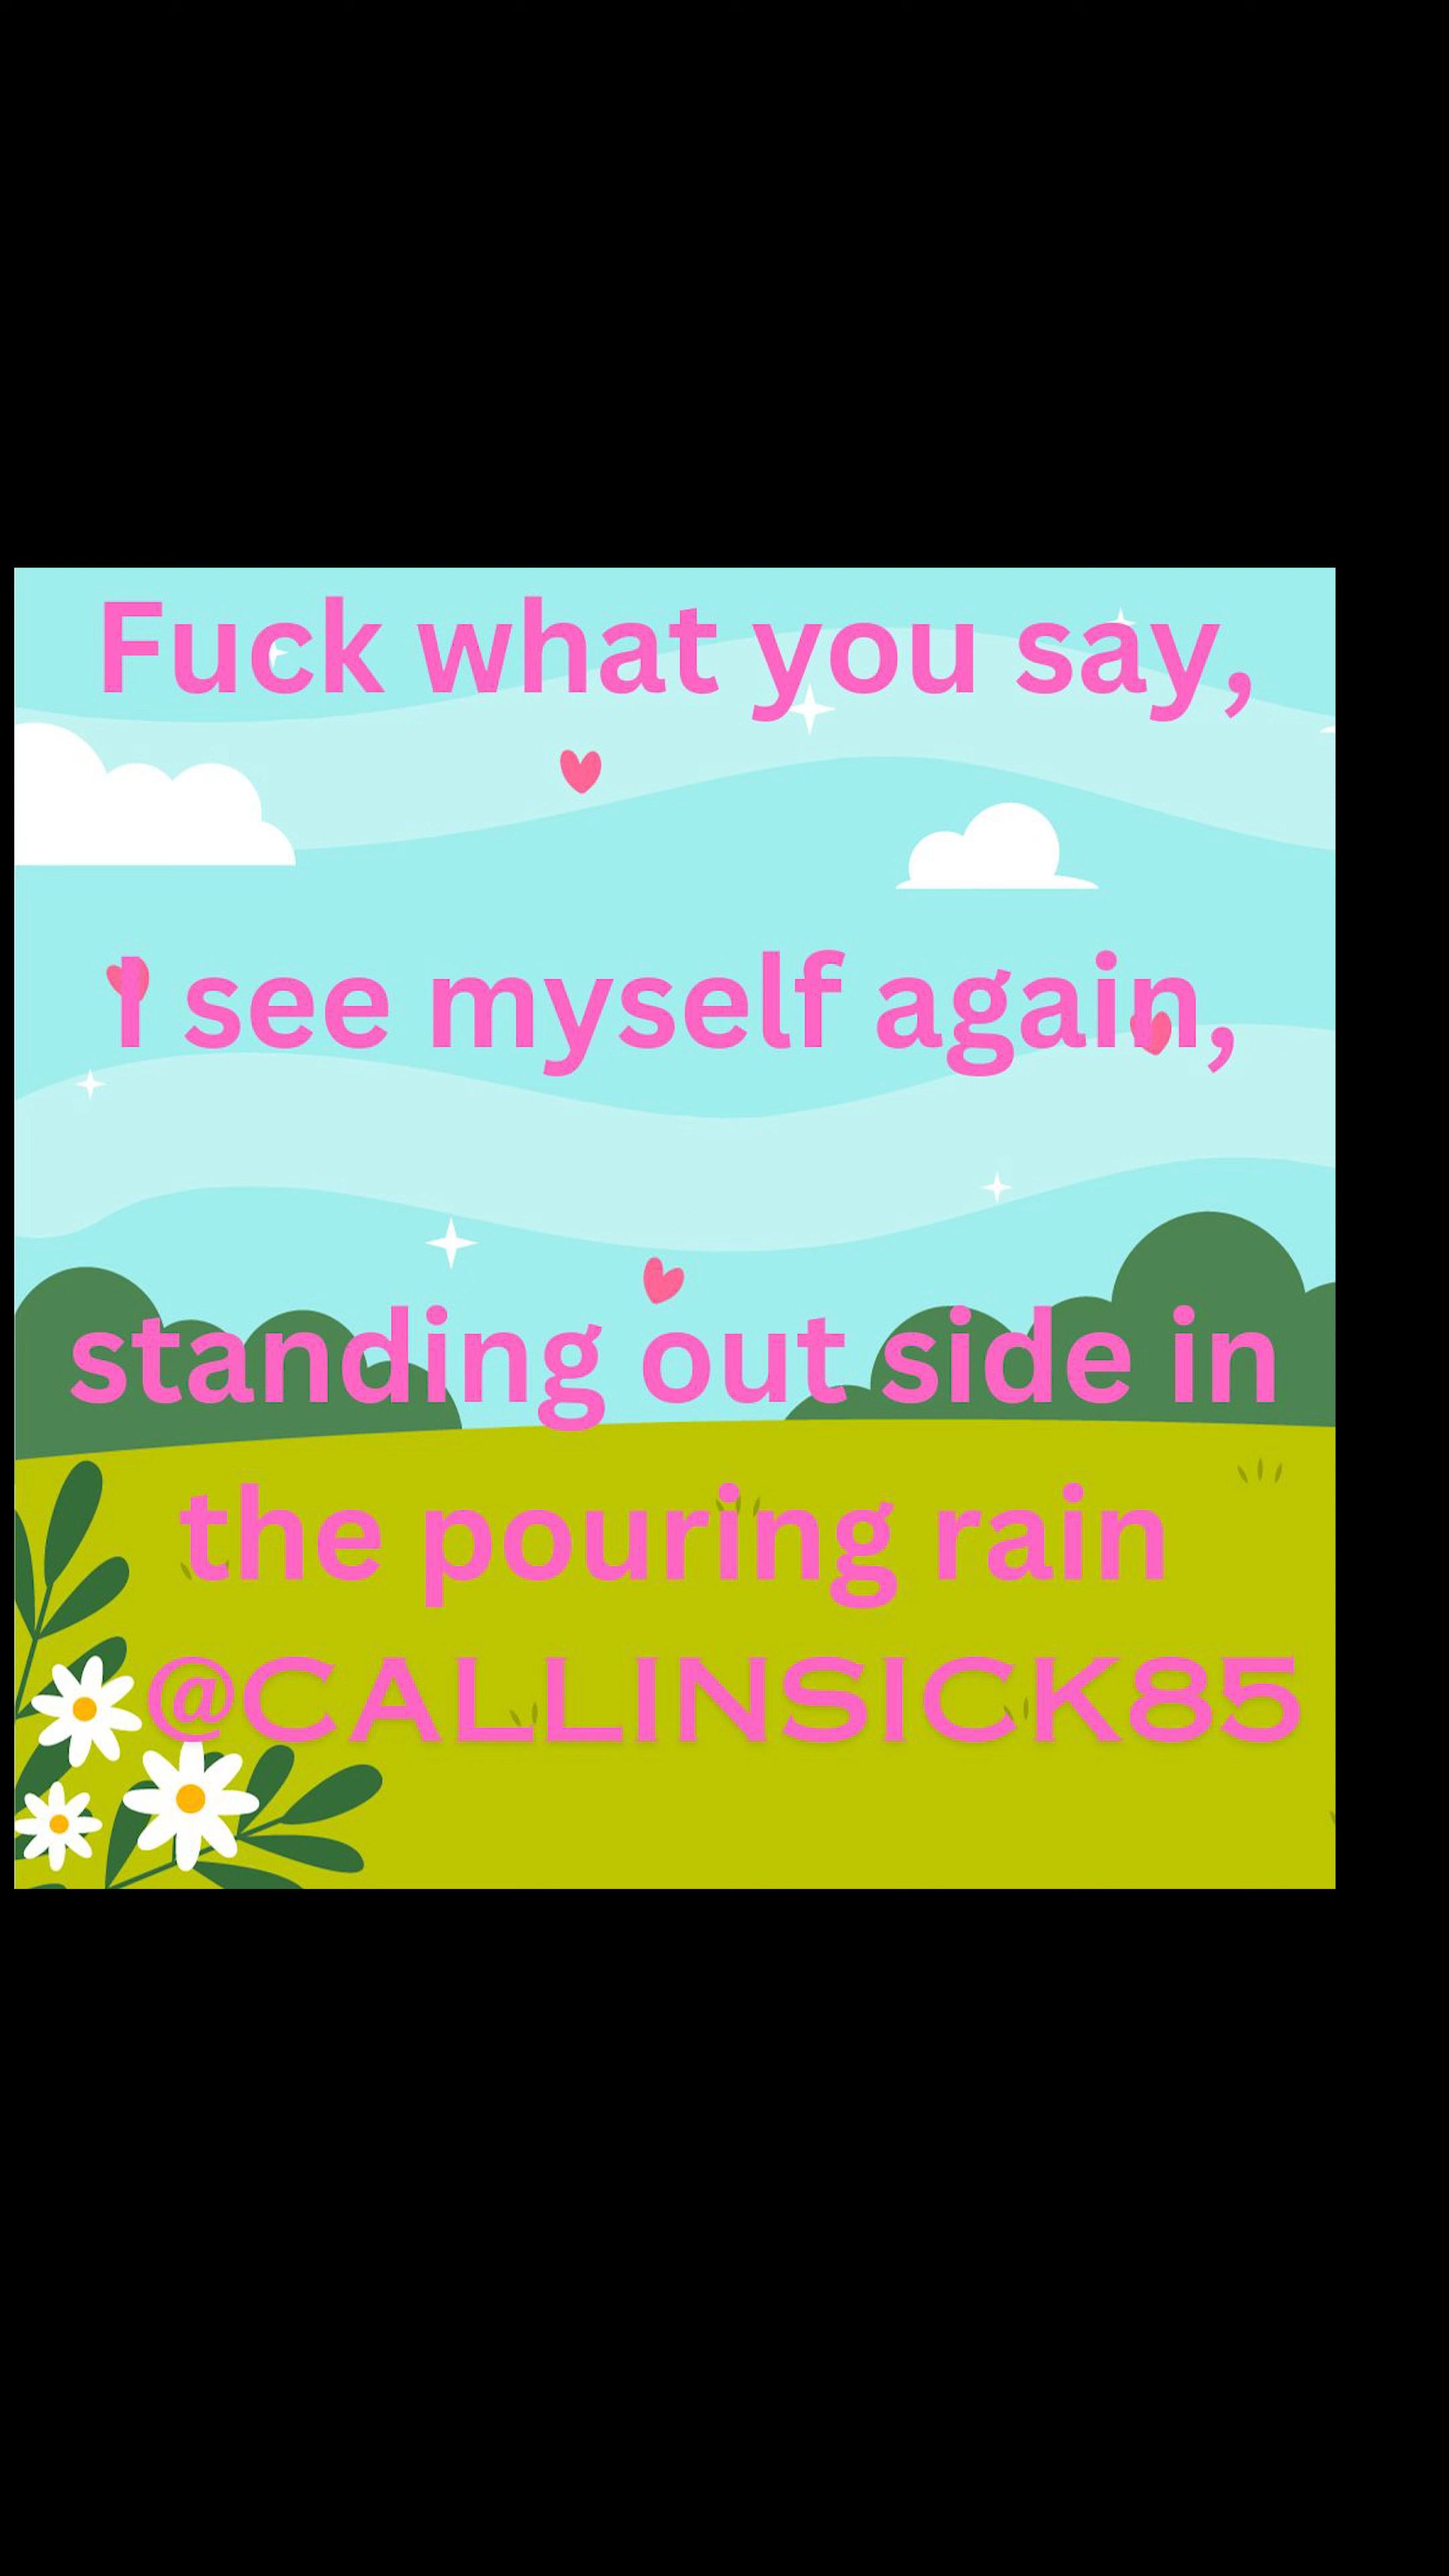 Fuck what you say,
I see myself again,
standing out side in
the pouring rain
@CALLINSICK85